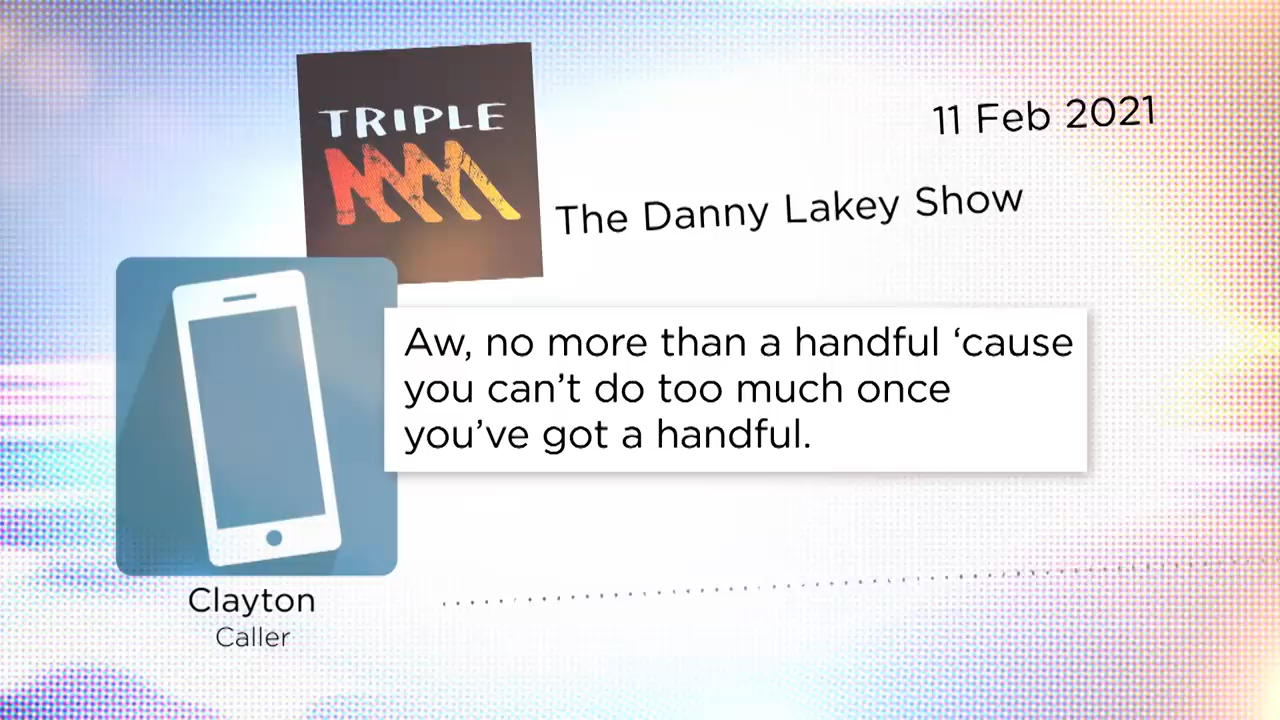 TRIPLE
MMM
11 Feb 2021
The Danny Lakey Show
Aw, no more than a handful ‘cause
you can’t do too much once
you’ve got a handful.
Clayton
Caller